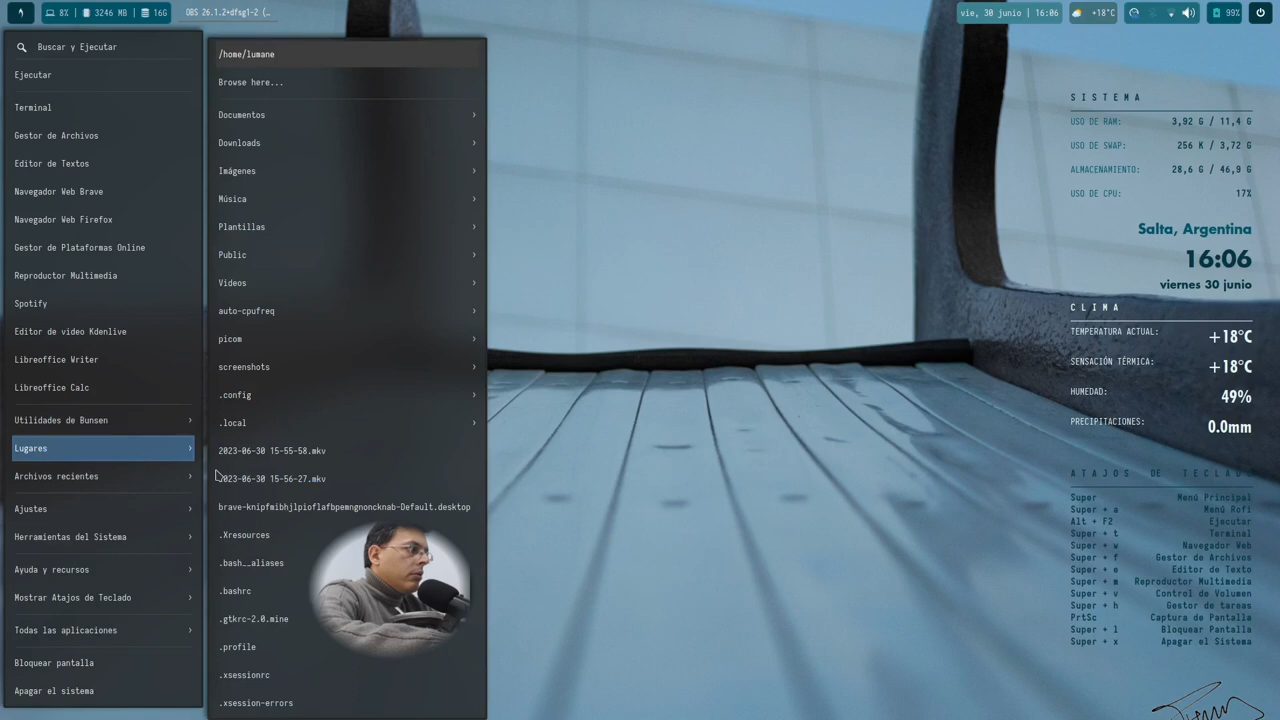 8% | 3246 MB | 16G
OBS 26.1.2+dfsg1-2 (_…
vie, 30 junio | 16:06
+18°C
99%
Buscar y Ejecutar
Ejecutar
Terminal
Gestor de Archivos
Editor de Textos
Navegador Web Brave
Navegador Web Firefox
Gestor de Plataformas Online
Reproductor Multimedia
Spotify
Editor de video Kdenlive
Libreoffice Writer
Libreoffice Calc
Utilidades de Bunsen
Lugares
Archivos recientes
Ajustes
Herramientas del Sistema
Ayuda y recursos
Mostrar Atajos de Teclado
Todas las aplicaciones
Bloquear pantalla
Apagar el sistema
/home/lumane
Browse here...
Documentos
Downloads
Imágenes
Música
Plantillas
Public
Videos
auto-cpufreq
picom
screenshots
.config
.local
2023-06-30 15-55-58.mkv
2023-06-30 15-56-27.mkv
brave-knipfmibhjlpioflafbpemngnoncknab-Default.desktop
.Xresources
.bash_aliases
.bashrc
.gtkrc-2.0.mine
.profile
.xsessionrc
.xsession-errors
SISTEMA
USO DE RAM: 3,92 G / 11,4 G
USO DE SWAP: 256 K / 3,72 G
ALMACENAMIENTO: 28,6 G / 46,9 G
USO DE CPU: 17%
Salta, Argentina
16:06
viernes 30 junio
CLIMA
TEMPERATURA ACTUAL: +18°C
SENSACIÓN TÉRMICA: +18°C
HUMEDAD: 49%
PRECIPITACIONES: 0.0mm
ATAJOS DE TECLADO
Super Menú Principal
Super + a Menú Rofi
Alt + F2 Ejecutar
Super + t Terminal
Super + w Navegador Web
Super + f Gestor de Archivos
Super + e Editor de Texto
Super + m Reproductor Multimedia
Super + v Control de Volumen
Super + h Gestor de tareas
PrtSc Captura de Pantalla
Super + l Bloquear Pantalla
Super + x Apagar el Sistema